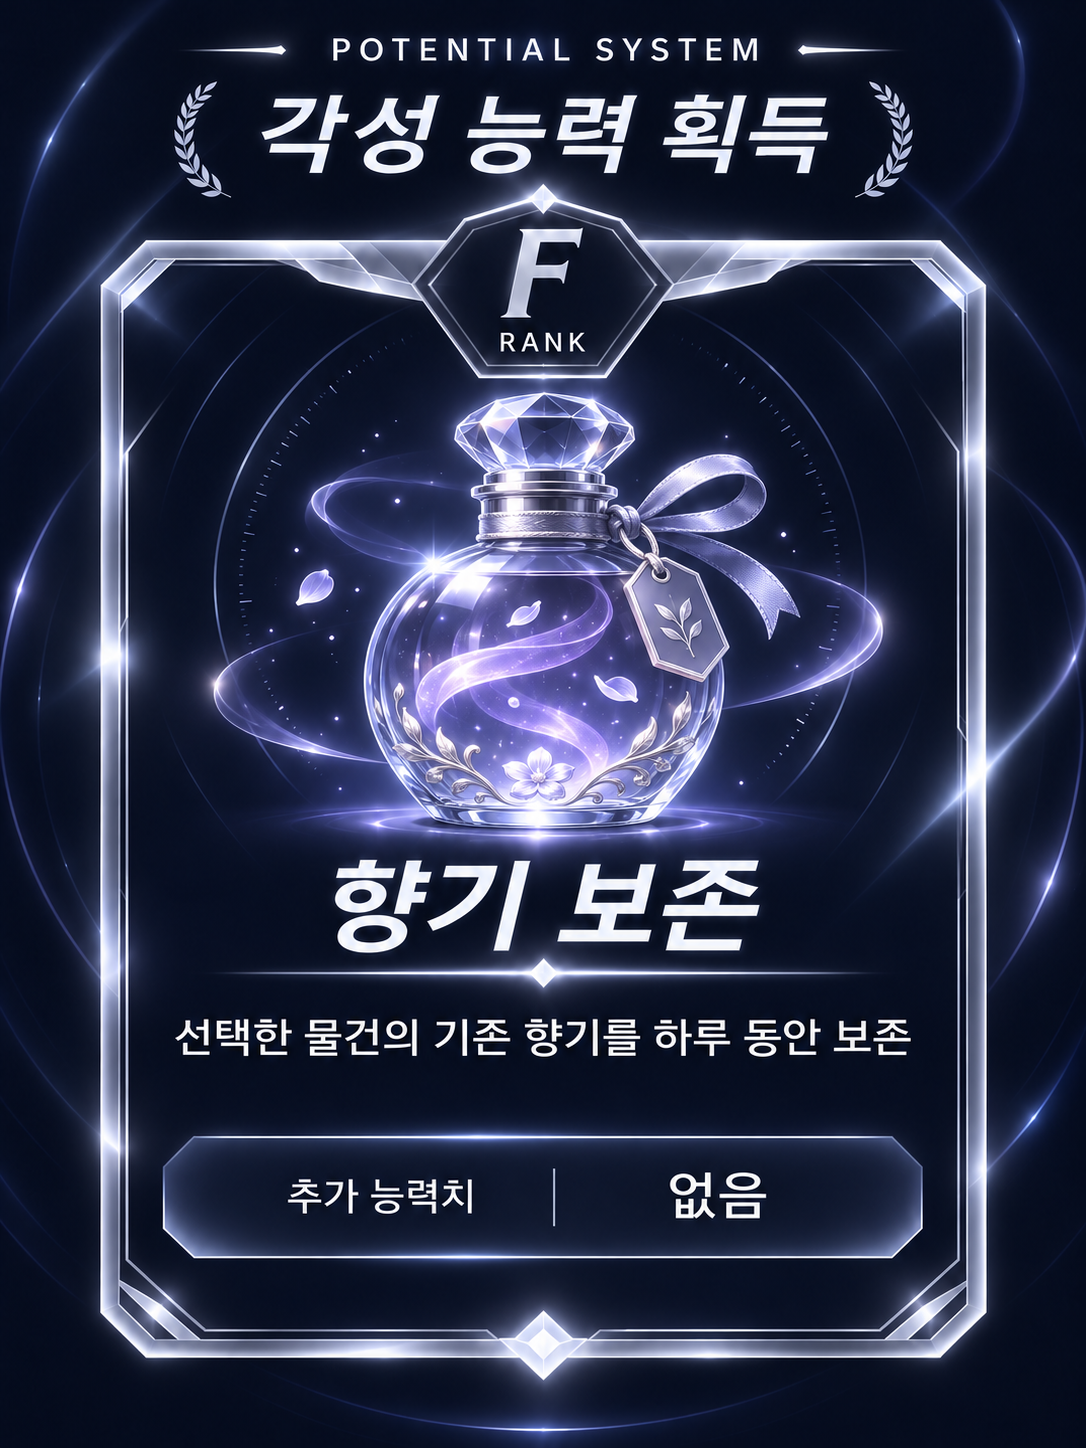 POTENTIAL SYSTEM
각성 능력 획득
F
RANK
향기 보존
선택한 물건의 기존 향기를 하루 동안 보존
추가 능력치 없음